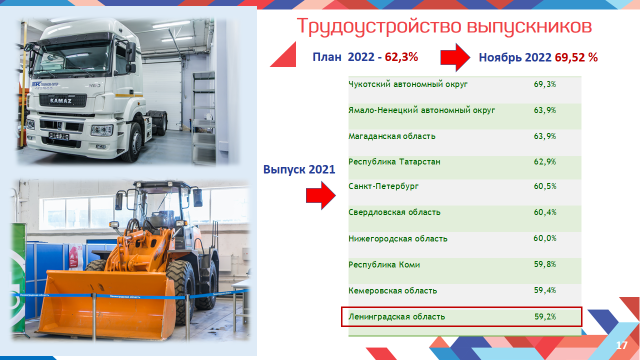 Трудоустройство выпускников
План 2022 - 62,3%
Ноябрь 2022 69,52 %
Выпуск 2021
Чукотский автономный округ 69,3%
Ямало-Ненецкий автономный округ 63,9%
Магаданская область 63,9%
Республика Татарстан 62,9%
Санкт-Петербург 60,5%
Свердловская область 60,4%
Нижегородская область 60,0%
Республика Коми 59,8%
Кемеровская область 59,4%
Ленинградская область 59,2%
KAMAZ
17